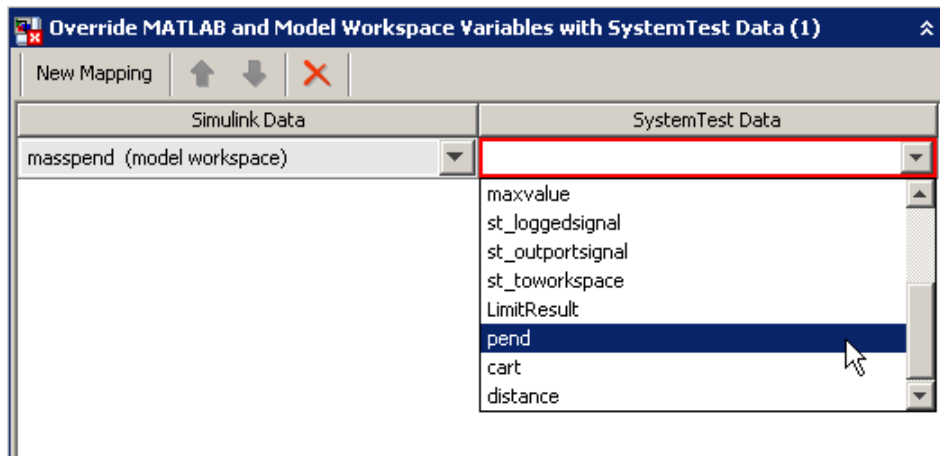 Override MATLAB and Model Workspace Variables with SystemTest Data (1)
New Mapping
Simulink Data SystemTest Data
masspend (model workspace)
maxvalue
st_loggedsignal
st_outportsignal
st_toworkspace
LimitResult
pend
cart
distance